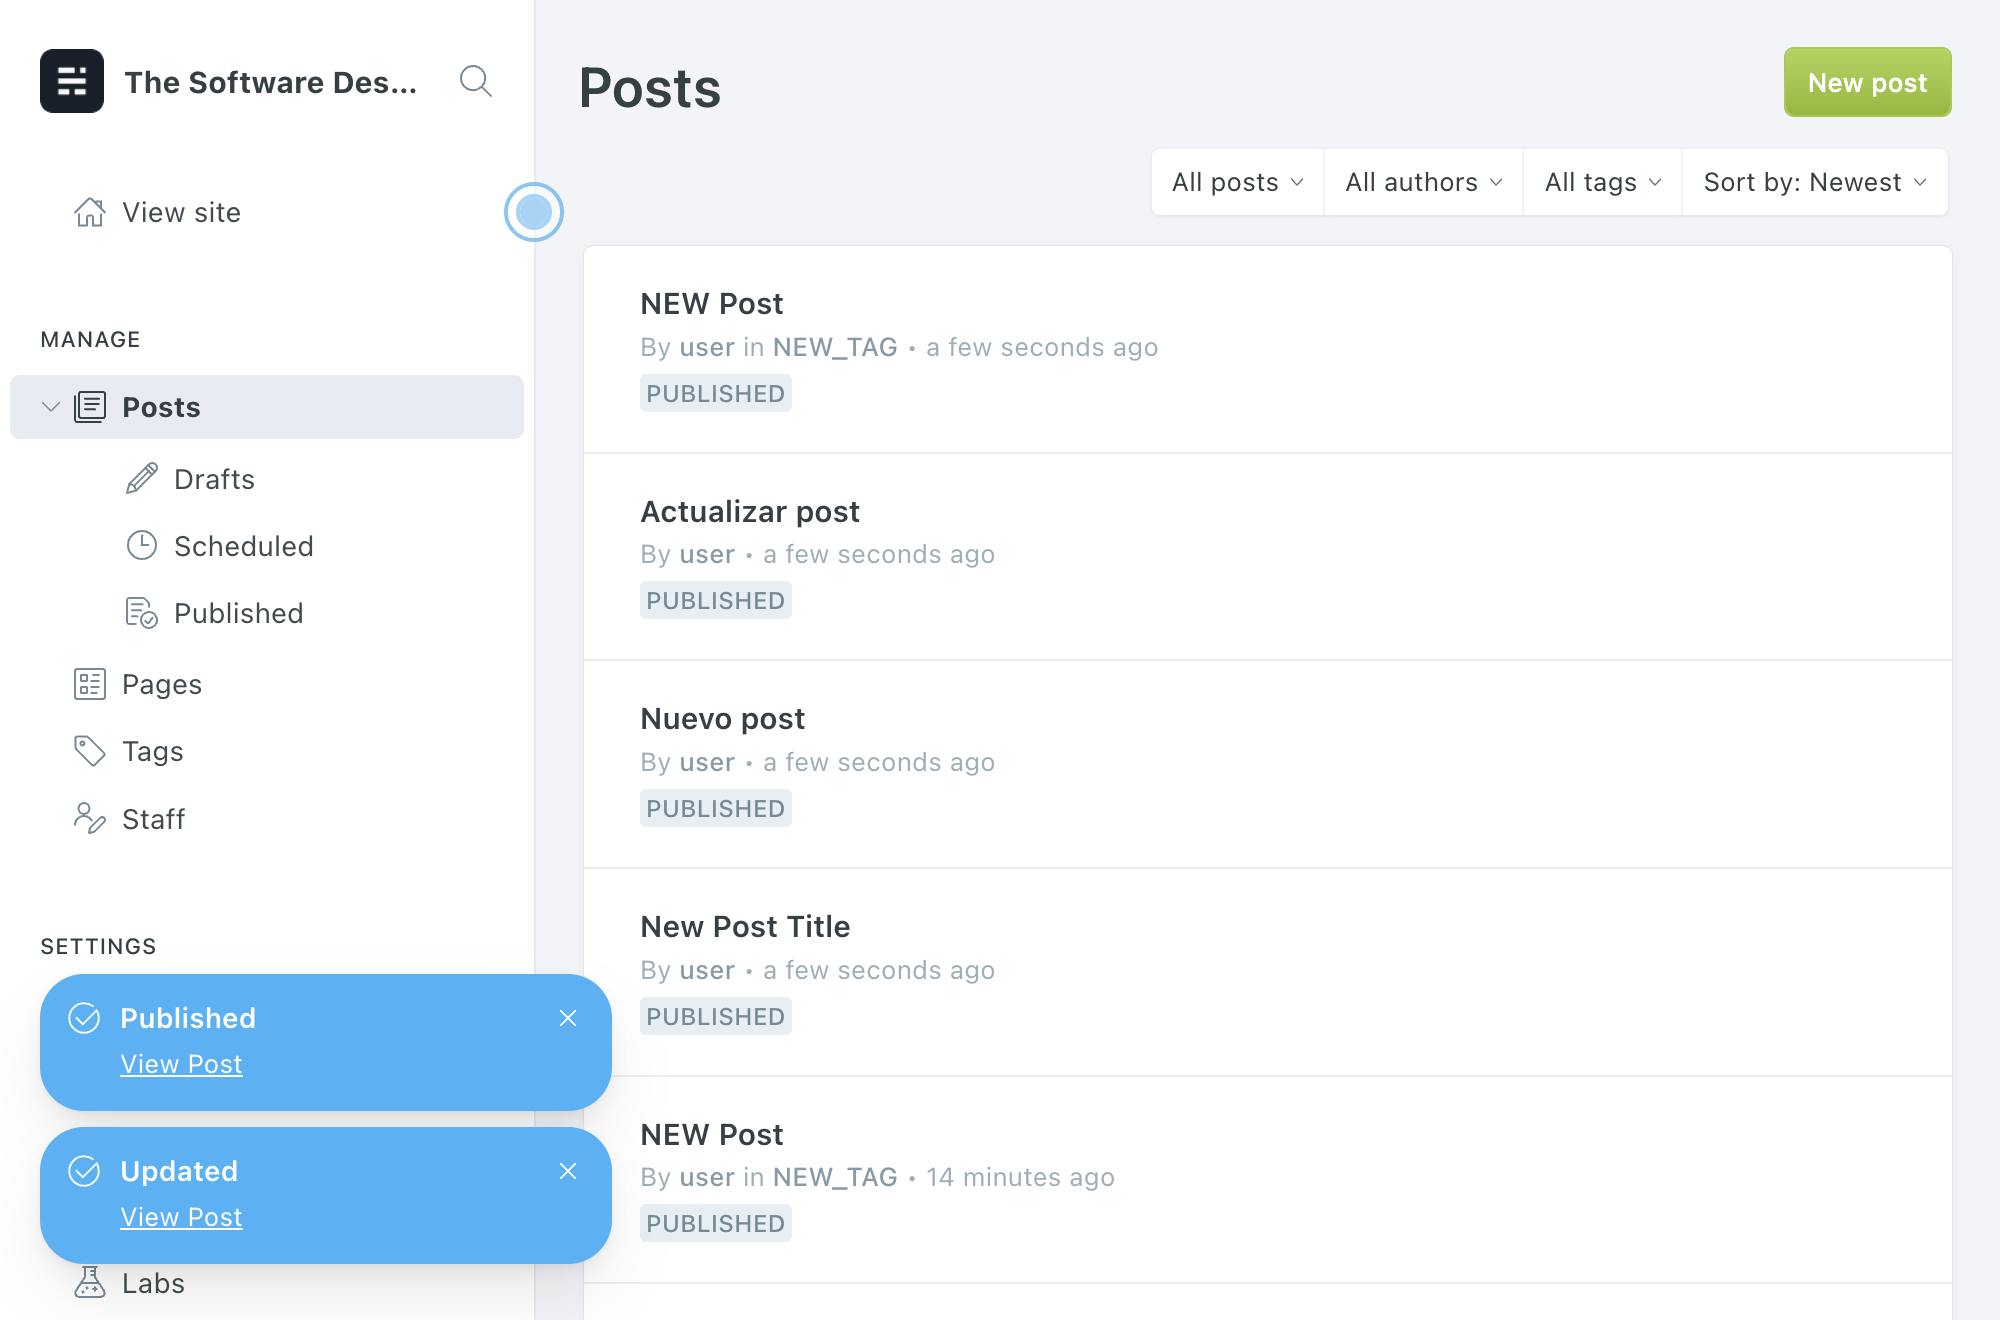 The Software Des...
View site
MANAGE
Posts
Drafts
Scheduled
Published
Pages
Tags
Staff
SETTINGS
Published
View Post
Updated
View Post
Labs
Posts
New post
All posts
All authors
All tags
Sort by: Newest
NEW Post
By user in NEW_TAG • a few seconds ago
PUBLISHED
Actualizar post
By user • a few seconds ago
PUBLISHED
Nuevo post
By user • a few seconds ago
PUBLISHED
New Post Title
By user • a few seconds ago
PUBLISHED
NEW Post
By user in NEW_TAG • 14 minutes ago
PUBLISHED